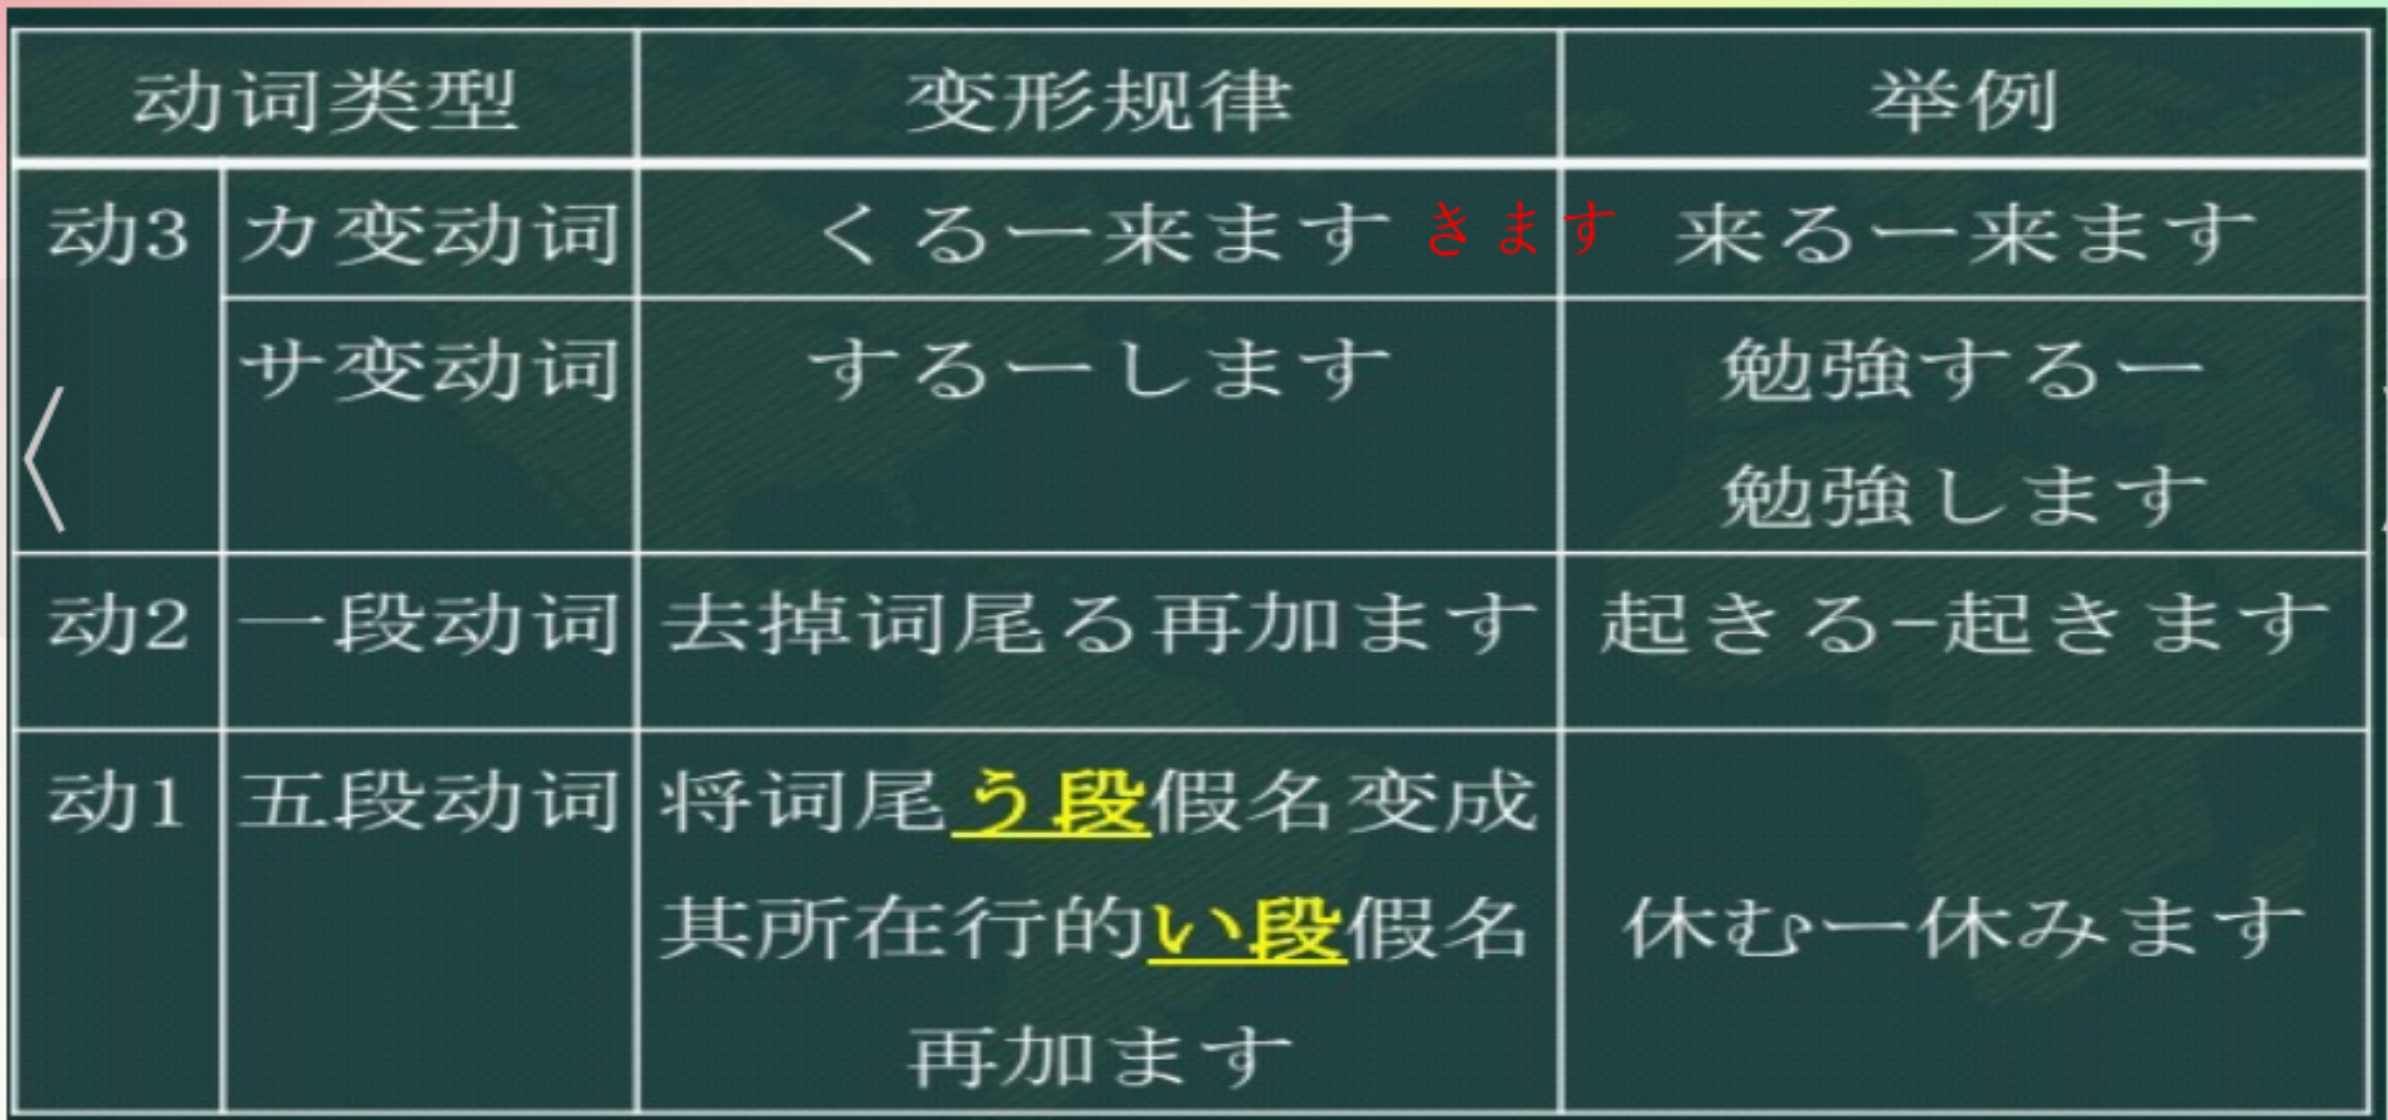 动词类型 变形规律 举例
动3 カ变动词 くるー来ます きます 来るー来ます
サ变动词 するーします 勉強するー
勉強します
动2 一段动词 去掉词尾る再加ます 起きる-起きます
动1 五段动词 将词尾う段假名变成
其所在行的い段假名 休むー休みます
再加ます